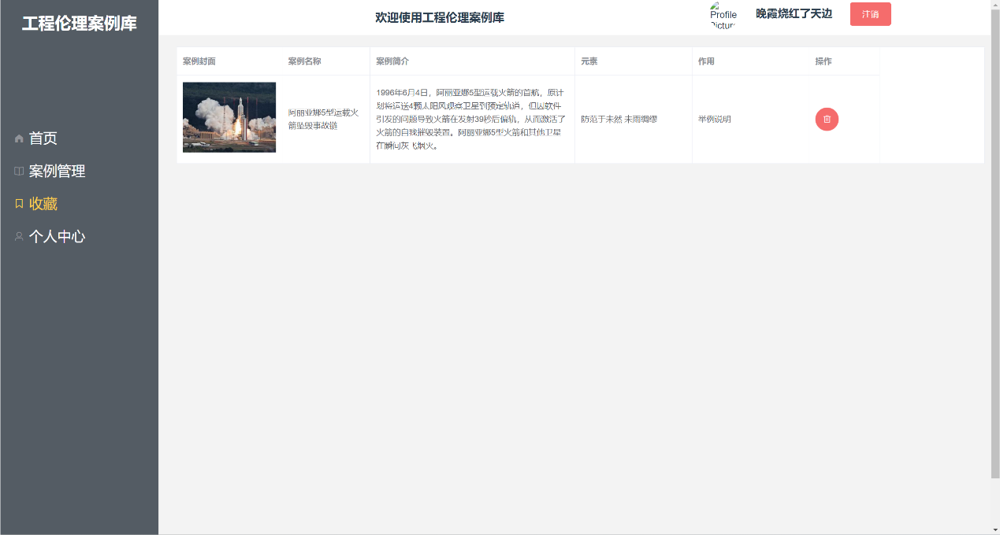 工程伦理案例库
欢迎使用工程伦理案例库
Profile
Pictur
晚霞烧红了天边
注销
首页
案例管理
收藏
个人中心
案例封面
案例名称
案例简介
元素
作用
操作
阿丽亚娜5型运载火
箭坠毁事故链
1996年6月4日，阿丽亚娜5型运载火箭的首航，原计
划将运送4颗太阳风观察卫星到预定轨道，但因软件
引发的问题导致火箭在发射39秒后偏轨，从而激活了
火箭的自我摧毁装置。阿丽亚娜5型火箭和其他卫星
在瞬间灰飞烟灭。
防范于未然 未雨绸缪
举例说明